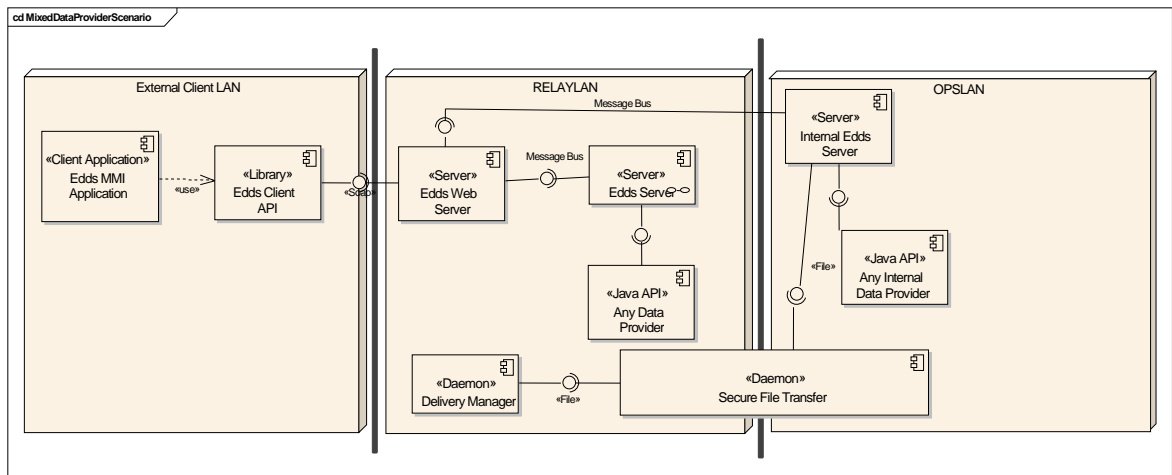 cd MixedDataProviderScenario
External Client LAN
«Client Application»
Edds MMI
Application
«use»
«Library»
Edds Client
API
«Soap»
RELAYLAN
Message Bus
«Server»
Edds Web
Server
Message Bus
«Server»
Edds Server
«Java API»
Any Data
Provider
«Daemon»
Delivery Manager
«File»
«Daemon»
Secure File Transfer
OPSLAN
«Server»
Internal Edds
Server
«File»
«Java API»
Any Internal
Data Provider